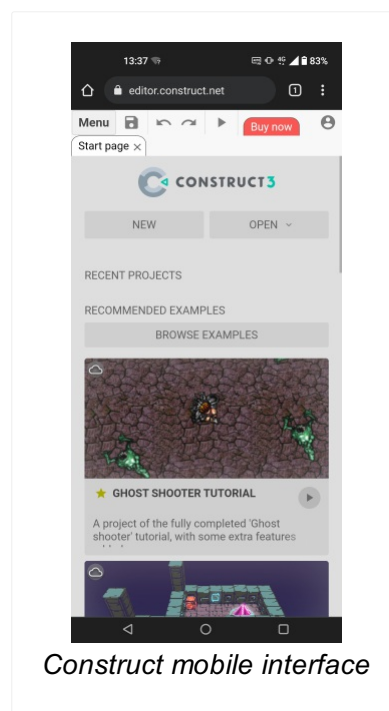 13:37 83%
editor.construct.net 1
Menu Buy now
Start page ×
CONSTRUCT3
NEW OPEN
RECENT PROJECTS
RECOMMENDED EXAMPLES
BROWSE EXAMPLES
GHOST SHOOTER TUTORIAL
A project of the fully completed 'Ghost
shooter' tutorial, with some extra features
Construct mobile interface